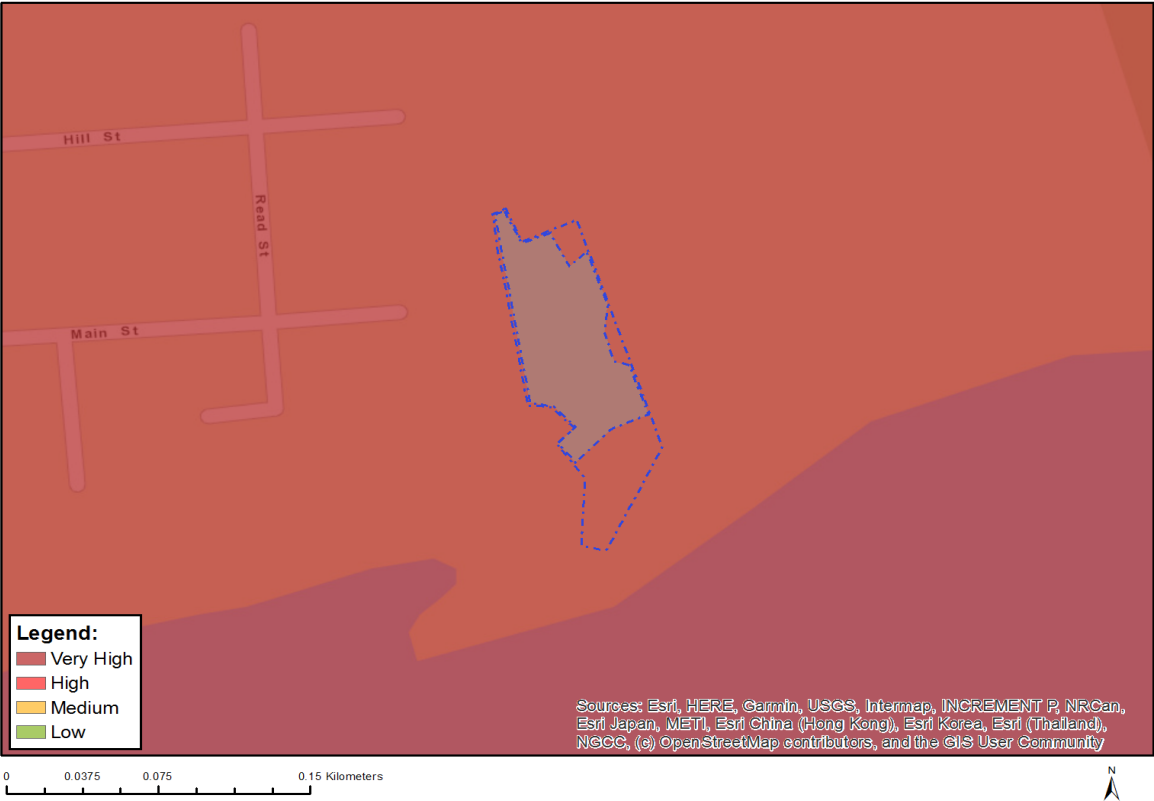 Hill St
Read St
Main St
Legend:
Very High
High
Medium
Low
Sources: Esri, HERE, Garmin, USGS, Intermap, INCREMENT P, NRCan,
Esri Japan, METI, Esri China (Hong Kong), Esri Korea, Esri (Thailand),
NGCC, (c) OpenStreetMap contributors, and the GIS User Community
0 0.0375 0.075 0.15 Kilometers
N